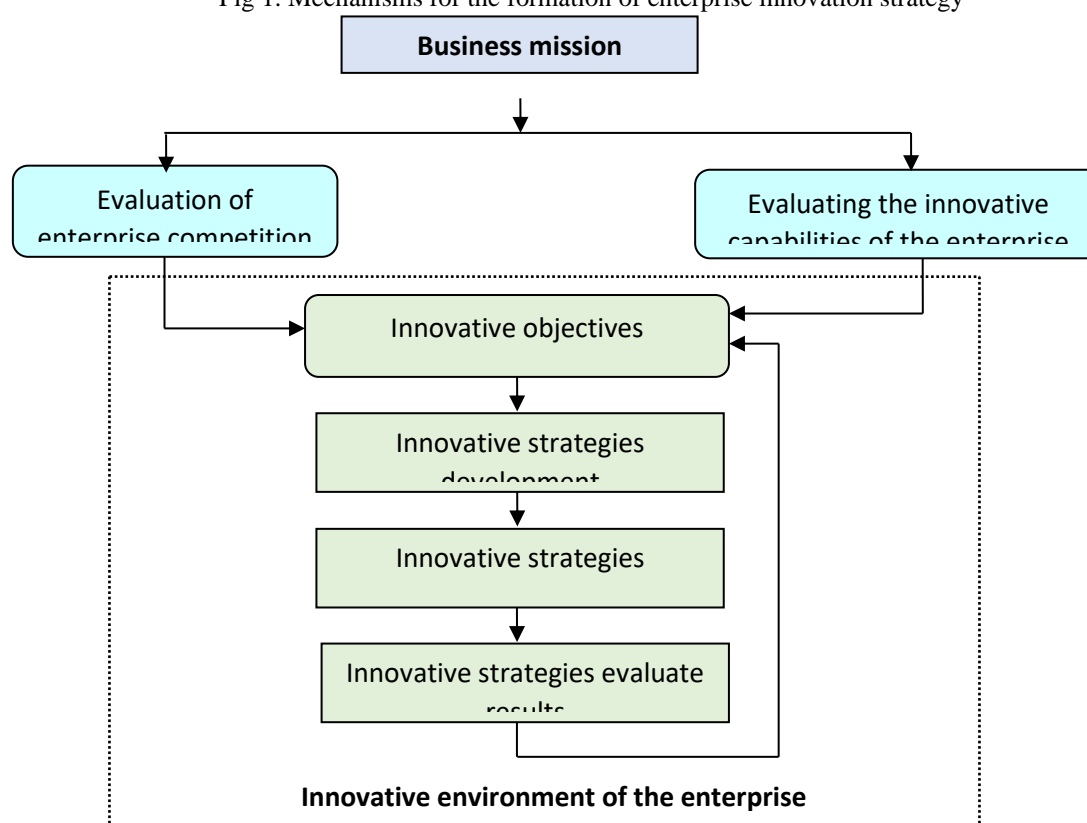 Fig 1. Mechanisms for the formation of enterprise innovation strategy
Business mission
Evaluation of
enterprise competition
Evaluating the innovative
capabilities of the enterprise
Innovative objectives
Innovative strategies
development
Innovative strategies
Innovative strategies evaluate
results
Innovative environment of the enterprise